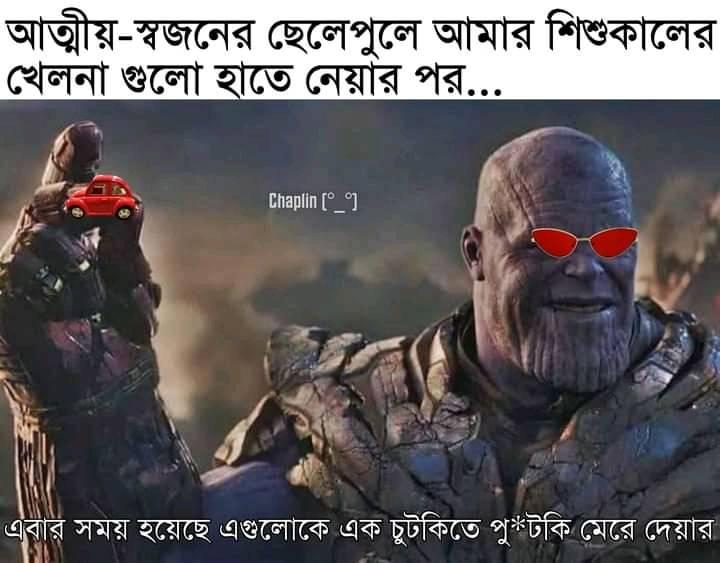 আত্মীয়-স্বজনের ছেলেপুলে আমার শিশুকালের
খেলনা গুলো হাতে নেয়ার পর...
Chaplin [°_°]
এবার সময় হয়েছে এগুলোকে এক চুটকিতে পু*টকি মেরে দেয়ার